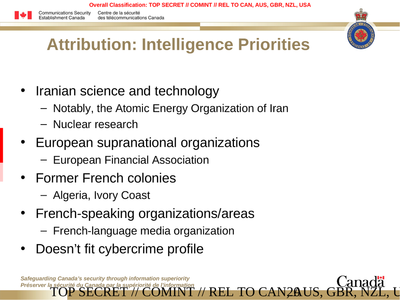 Overall Classification: TOP SECRET // COMINT // REL TO CAN, AUS, GBR, NZL, USA
Communications Security Centre de la sécurité
Establishment Canada des télécommunications Canada
Attribution: Intelligence Priorities
• Iranian science and technology
– Notably, the Atomic Energy Organization of Iran
– Nuclear research
• European supranational organizations
– European Financial Association
• Former French colonies
– Algeria, Ivory Coast
• French-speaking organizations/areas
– French-language media organization
• Doesn't fit cybercrime profile
Safeguarding Canada's security through information superiority
Préserver la sécurité du Canada par la supériorité de l'information
Canada
TOP SECRET // COMINT // REL TO CAN, AUS, GBR, NZL, U